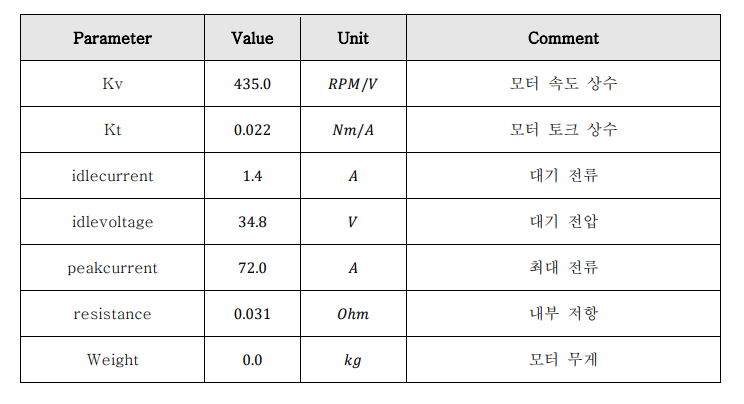 Parameter Value Unit Comment
Kv 435.0 RPM/V 모터 속도 상수
Kt 0.022 Nm/A 모터 토크 상수
idlecurrent 1.4 A 대기 전류
idlevoltage 34.8 V 대기 전압
peakcurrent 72.0 A 최대 전류
resistance 0.031 Ohm 내부 저항
Weight 0.0 kg 모터 무게